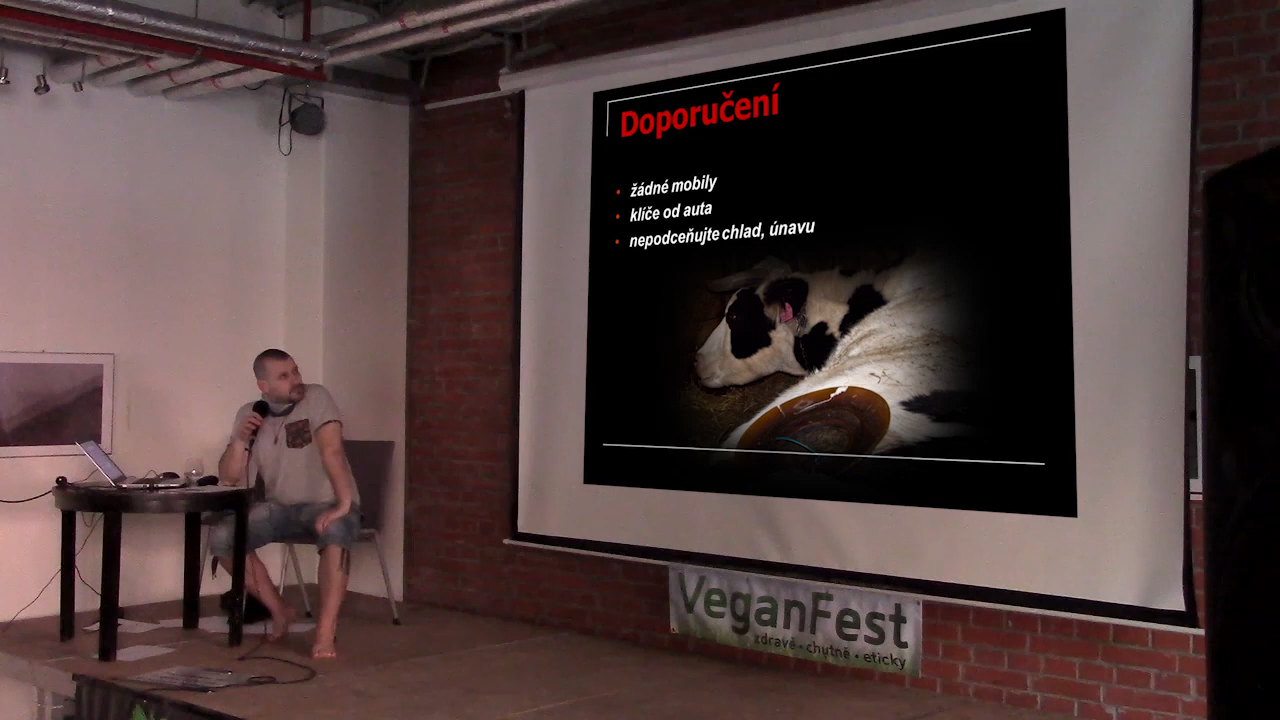 Doporučení
• žádné mobily
• klíče od auta
• nepodceňujte chlad, únavu
VeganFest
zdravě • chutně • eticky